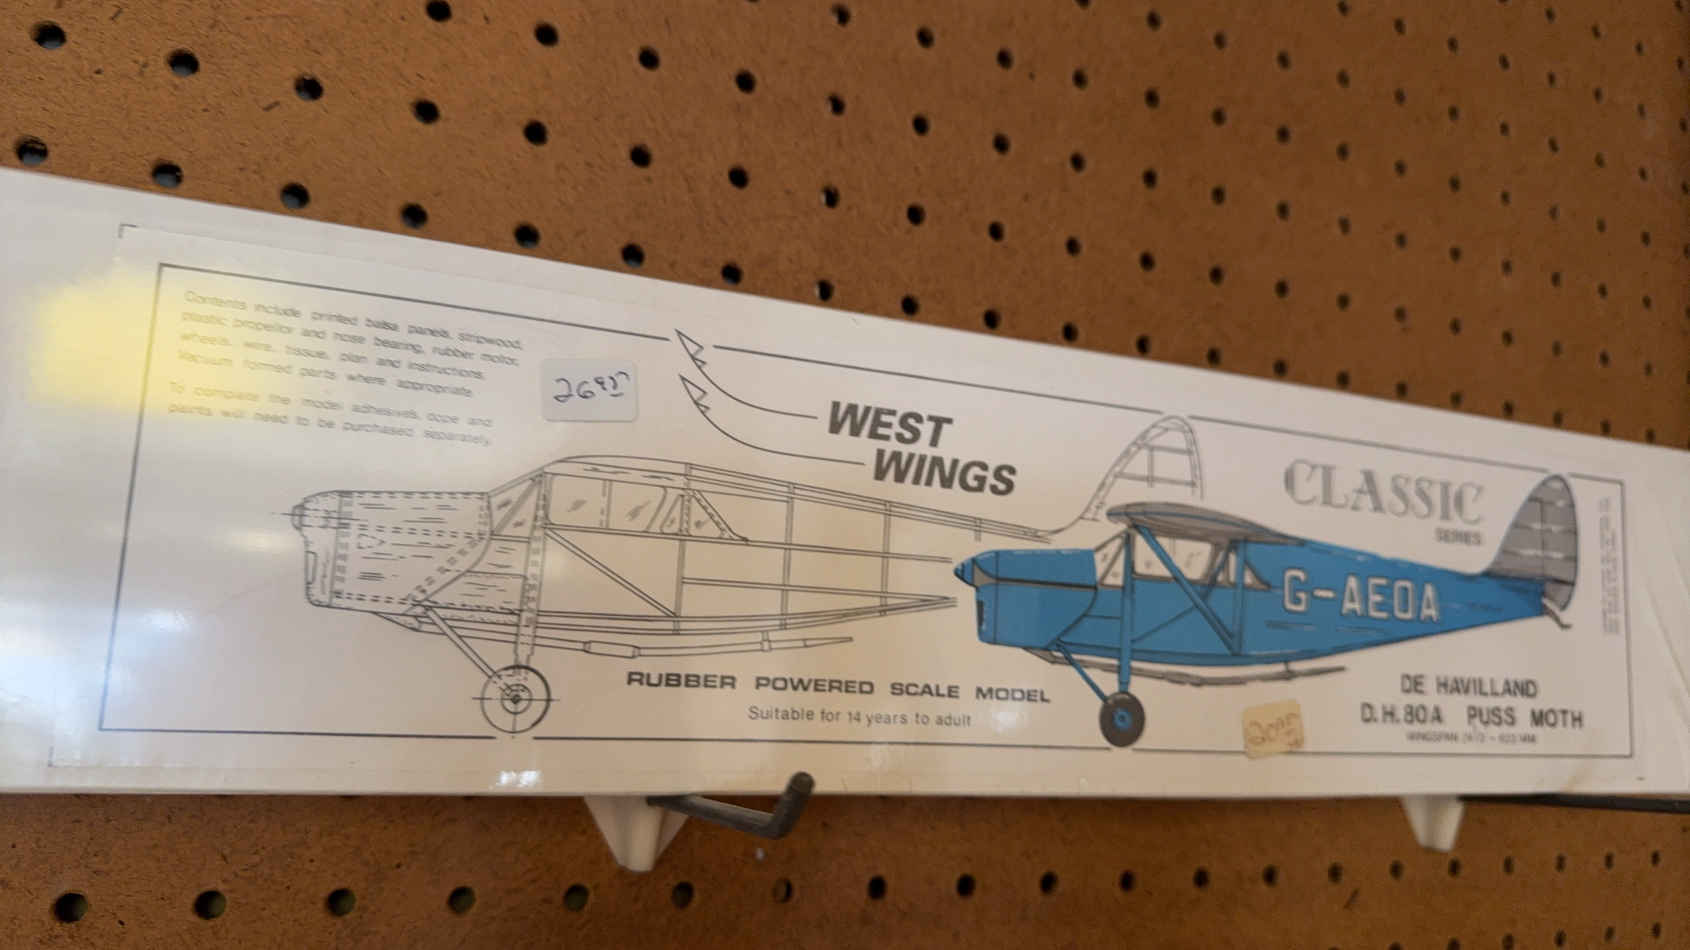 Contents include printed balsa panels, stripwood,
plastic propellor and nose bearing, rubber motor,
wheels, wire, tissue, plan and instructions.
Vacuum formed parts where appropriate
To complete the model adhesives, dope and
paints will need to be purchased separately.
26 95
WEST
WINGS
CLASSIC
SERIES
G-AEOA
RUBBER POWERED SCALE MODEL
Suitable for 14 years to adult
DE HAVILLAND
D.H.80A PUSS MOTH
WINGSPAN